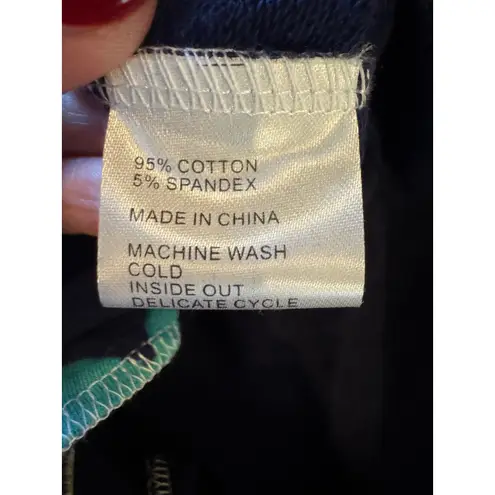 95% COTTON
5% SPANDEX
MADE IN CHINA
MACHINE WASH
COLD
INSIDE OUT
DELICATE CYCLE